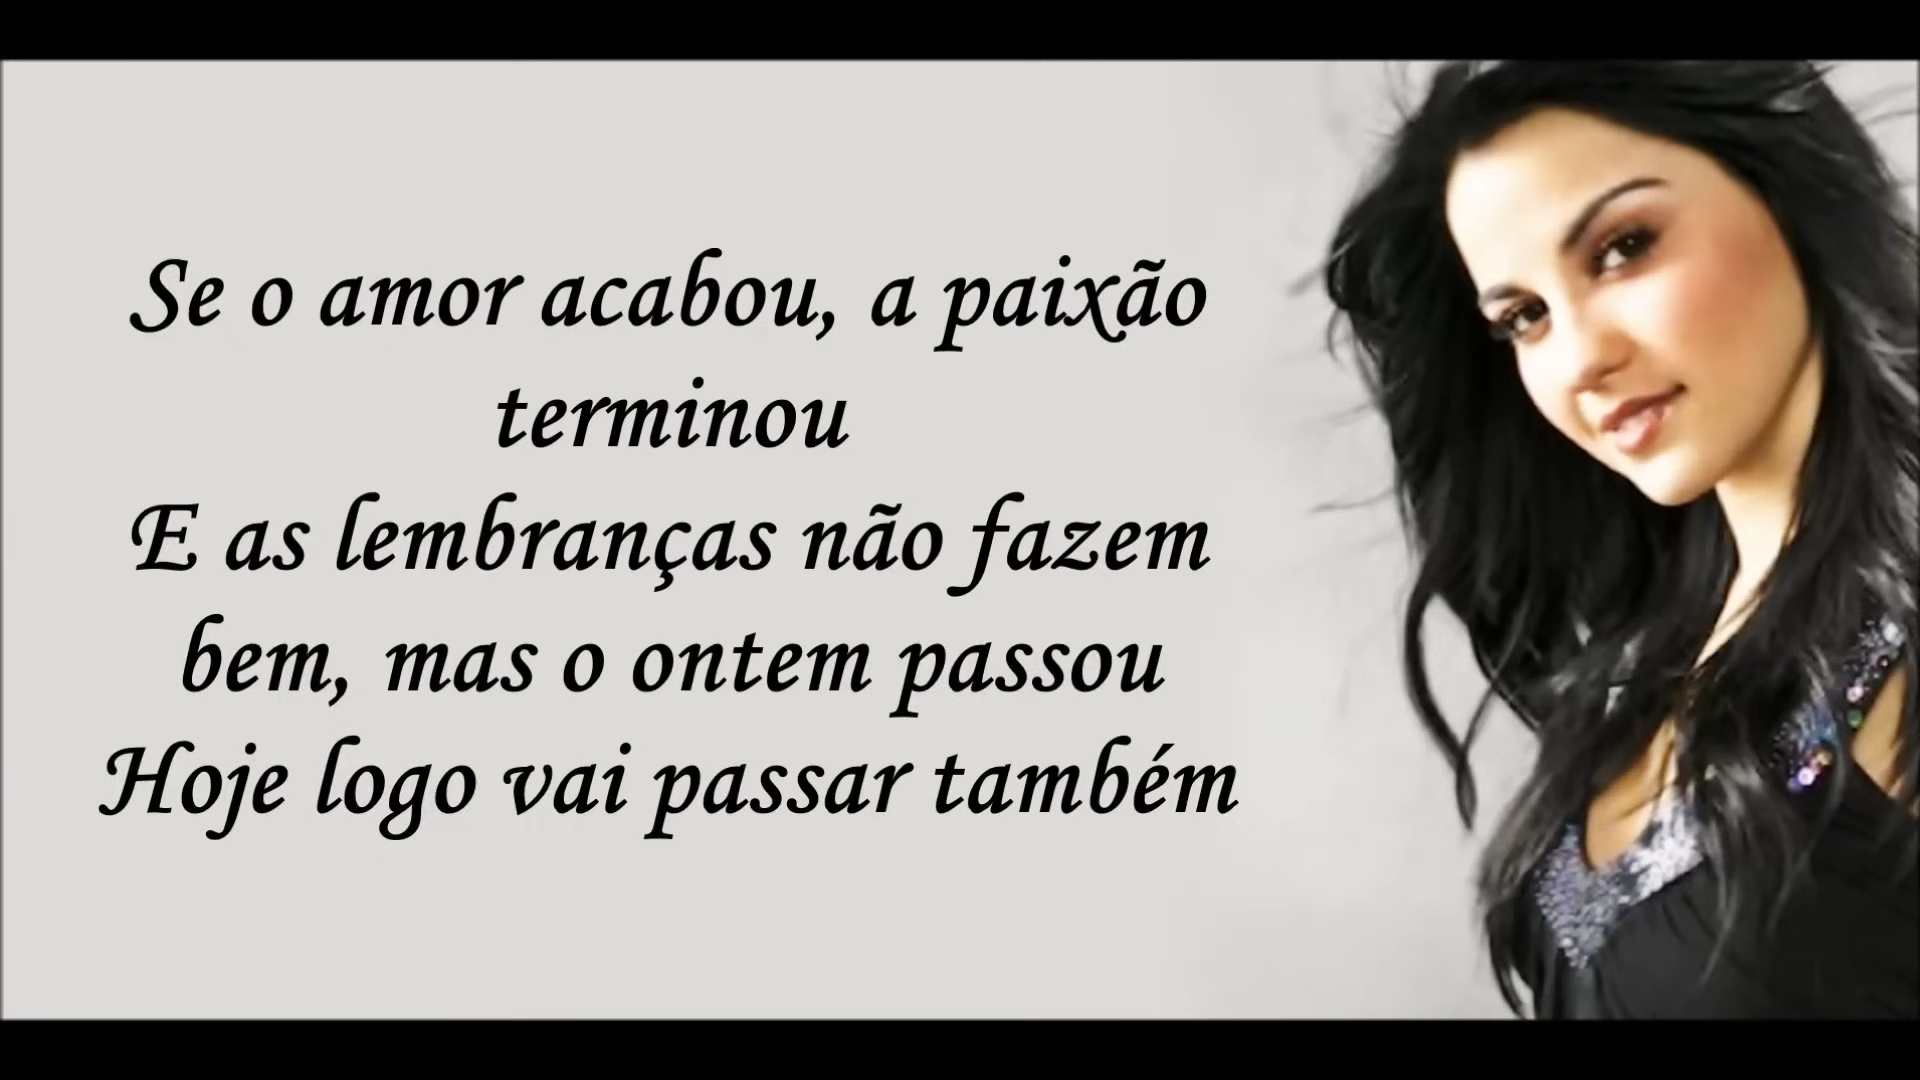 Se o amor acabou, a paixão
terminou
E as lembranças não fazem
bem, mas o ontem passou
Hoje logo vai passar também